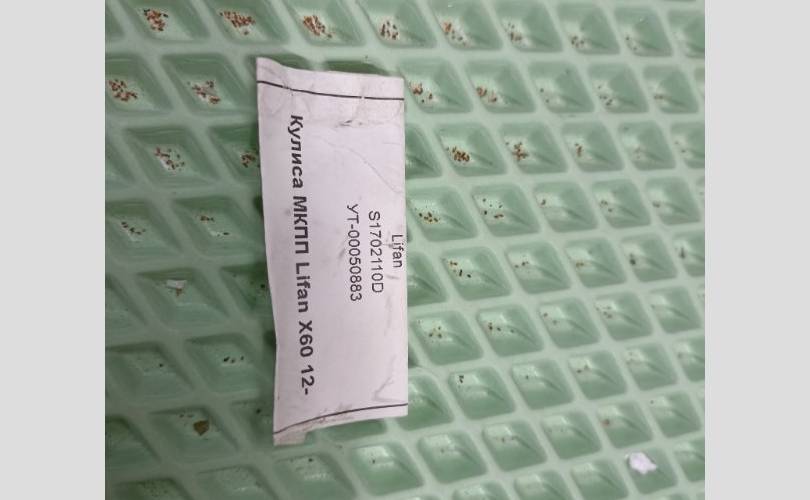 Lifan
S1702110D
УТ-00050883
Кулиса МКПП Lifan X60 12-